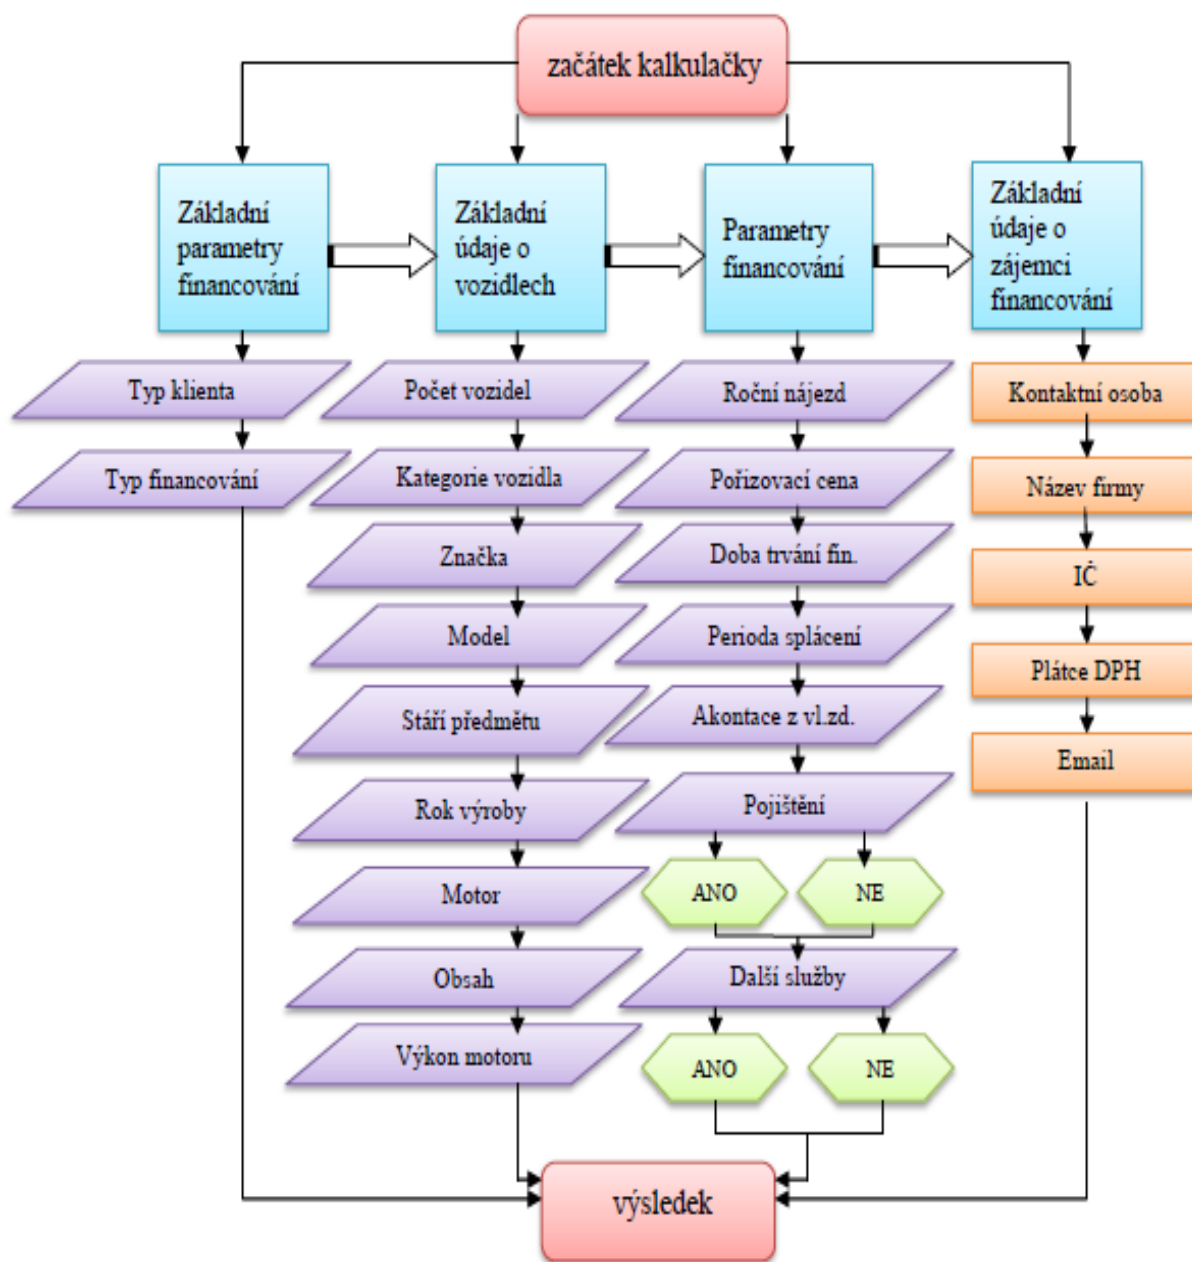 začátek kalkulačky
Základní
parametry
financování
Základní
údaje o
vozidlech
Parametry
financování
Základní
údaje o
zájemci
financování
Typ klienta
Typ financování
Počet vozidel
Kategorie vozidla
Značka
Model
Stáří předmětu
Rok výroby
Motor
Obsah
Výkon motoru
Roční nájezd
Pořizovací cena
Doba trvání fin.
Perioda splácení
Akontace z vl.zd.
Pojištění
ANO
NE
Další služby
ANO
NE
Kontaktní osoba
Název firmy
IČ
Plátce DPH
Email
výsledek